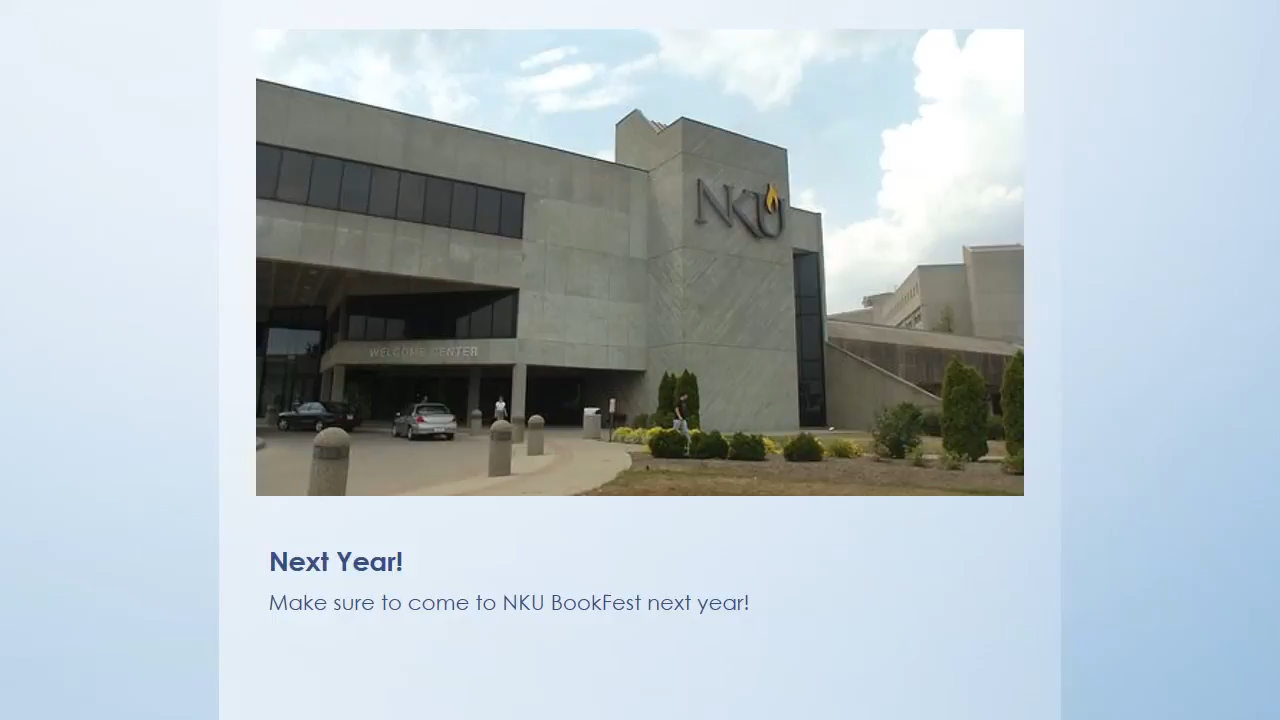 NKU
WELCOME CENTER
Next Year!
Make sure to come to NKU BookFest next year!